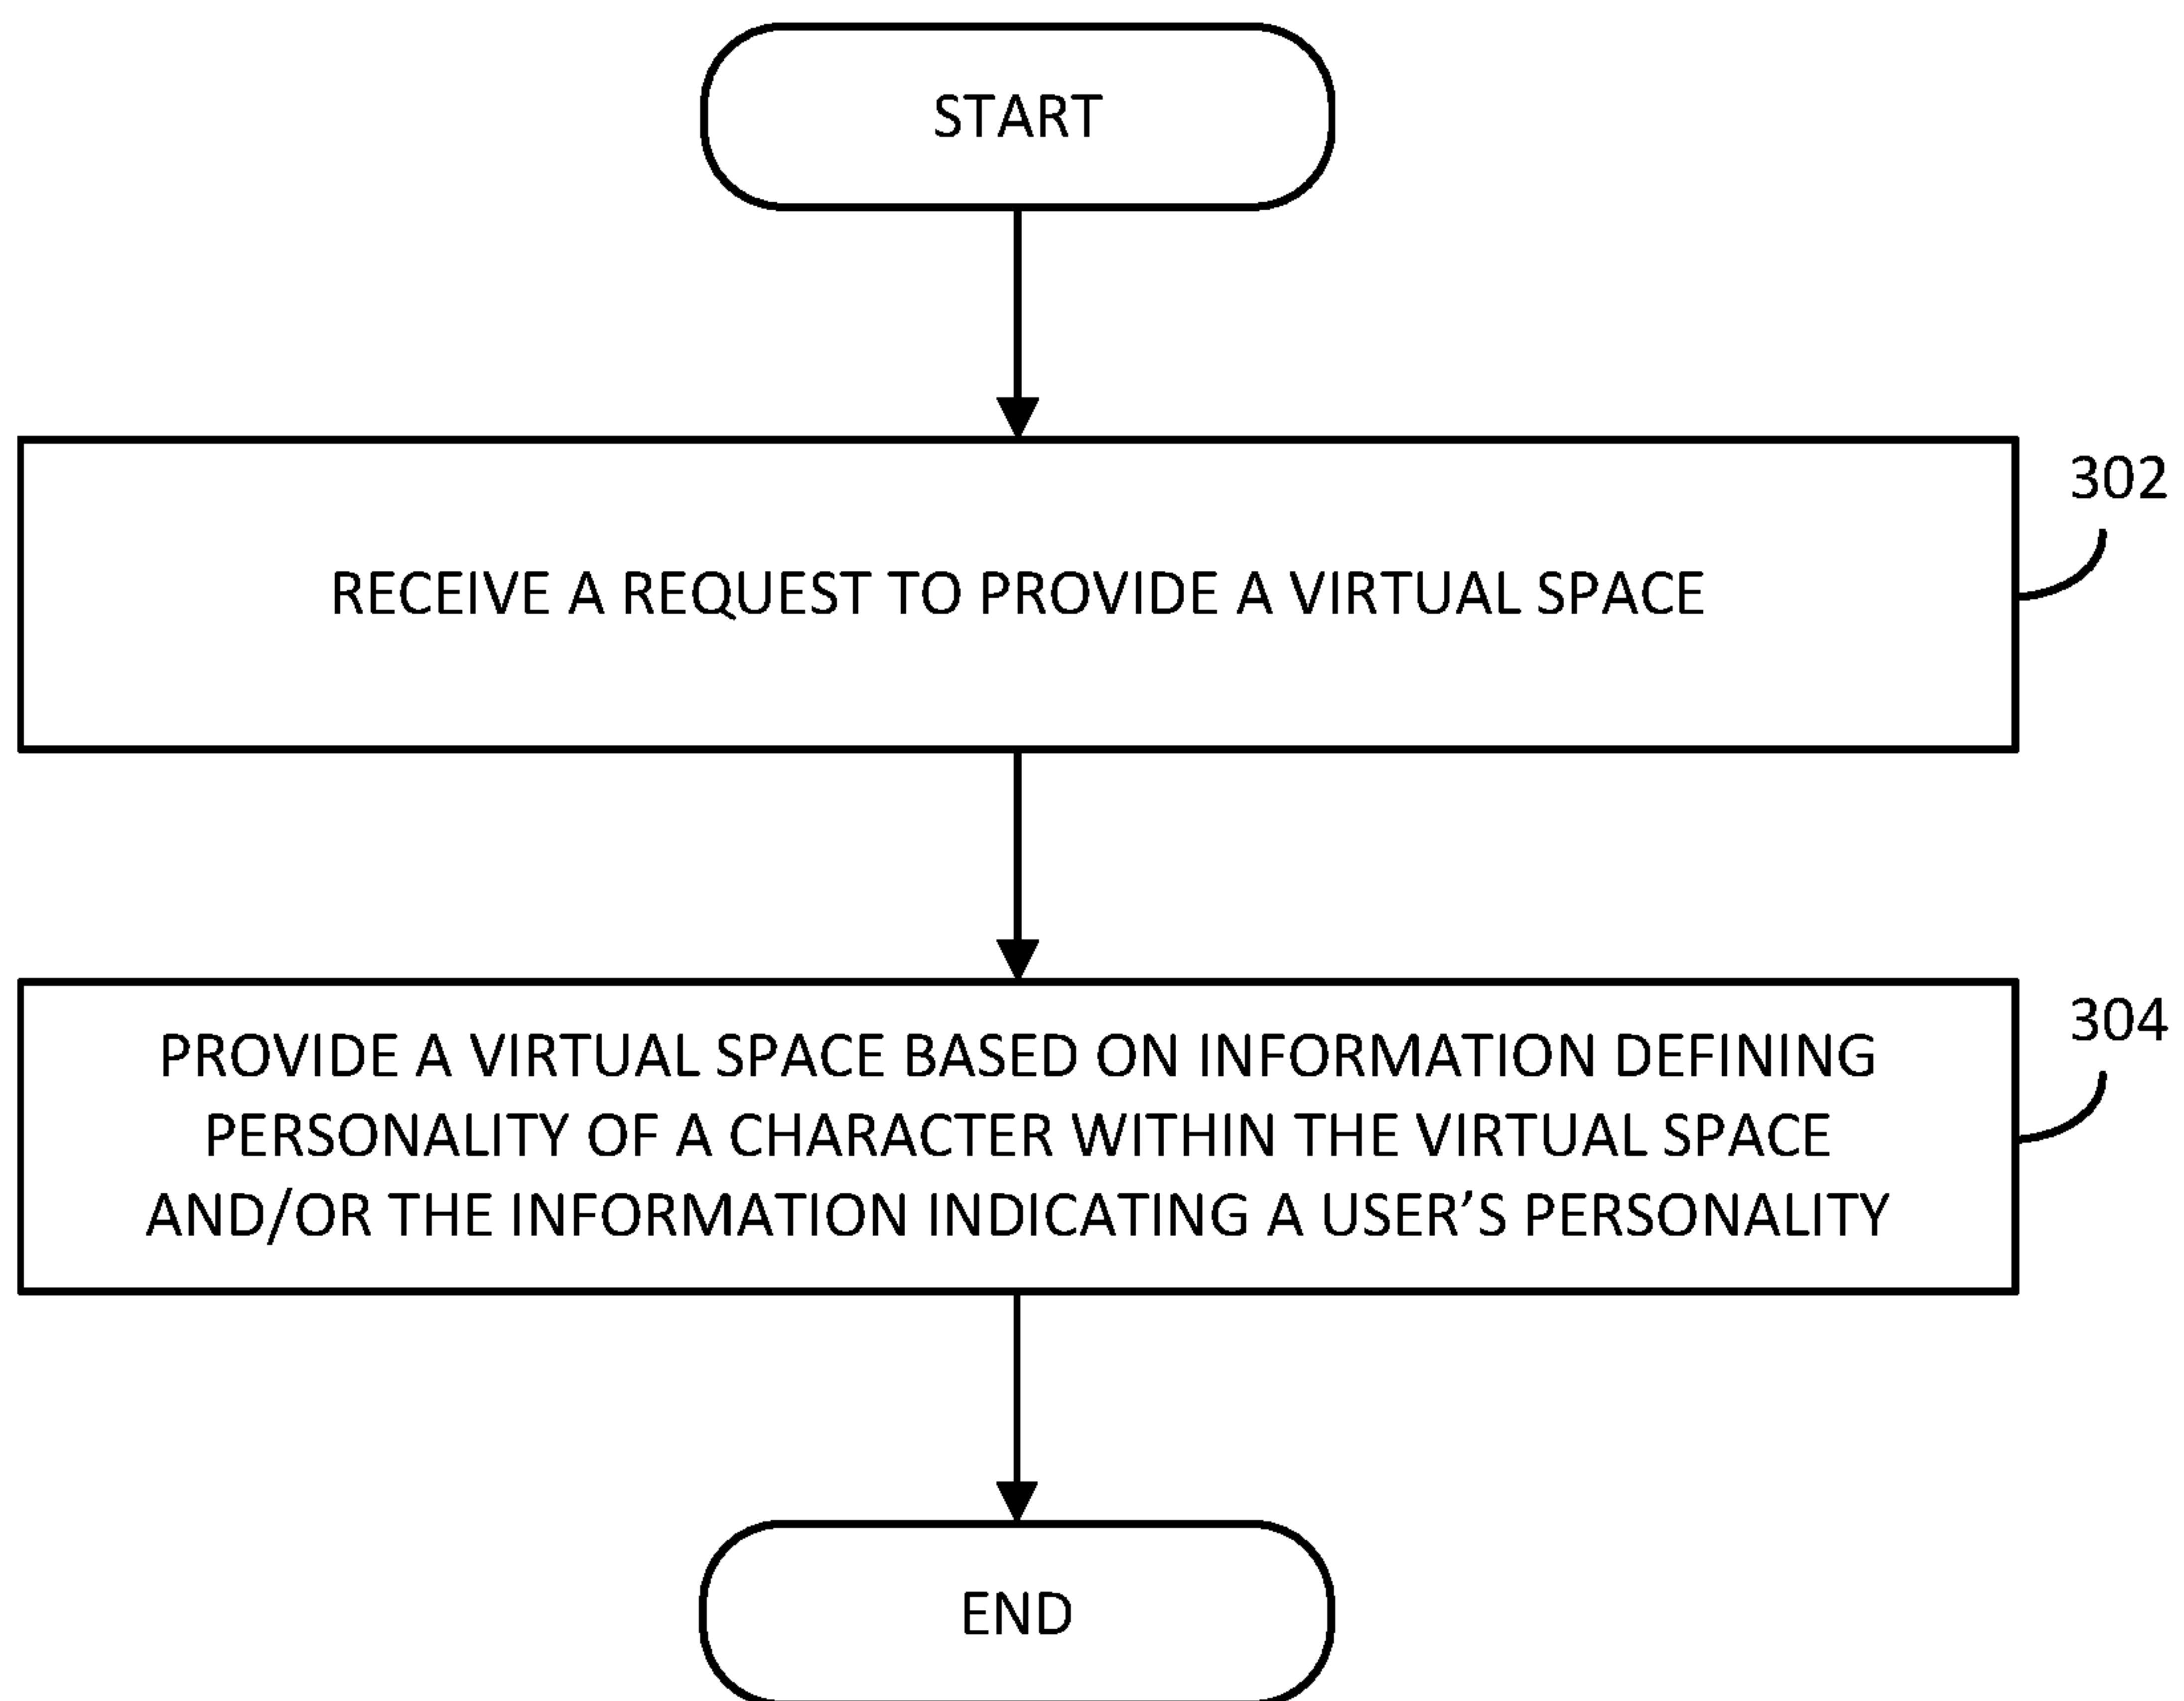 START
302
RECEIVE A REQUEST TO PROVIDE A VIRTUAL SPACE
304
PROVIDE A VIRTUAL SPACE BASED ON INFORMATION DEFINING
PERSONALITY OF A CHARACTER WITHIN THE VIRTUAL SPACE
AND/OR THE INFORMATION INDICATING A USER’S PERSONALITY
END